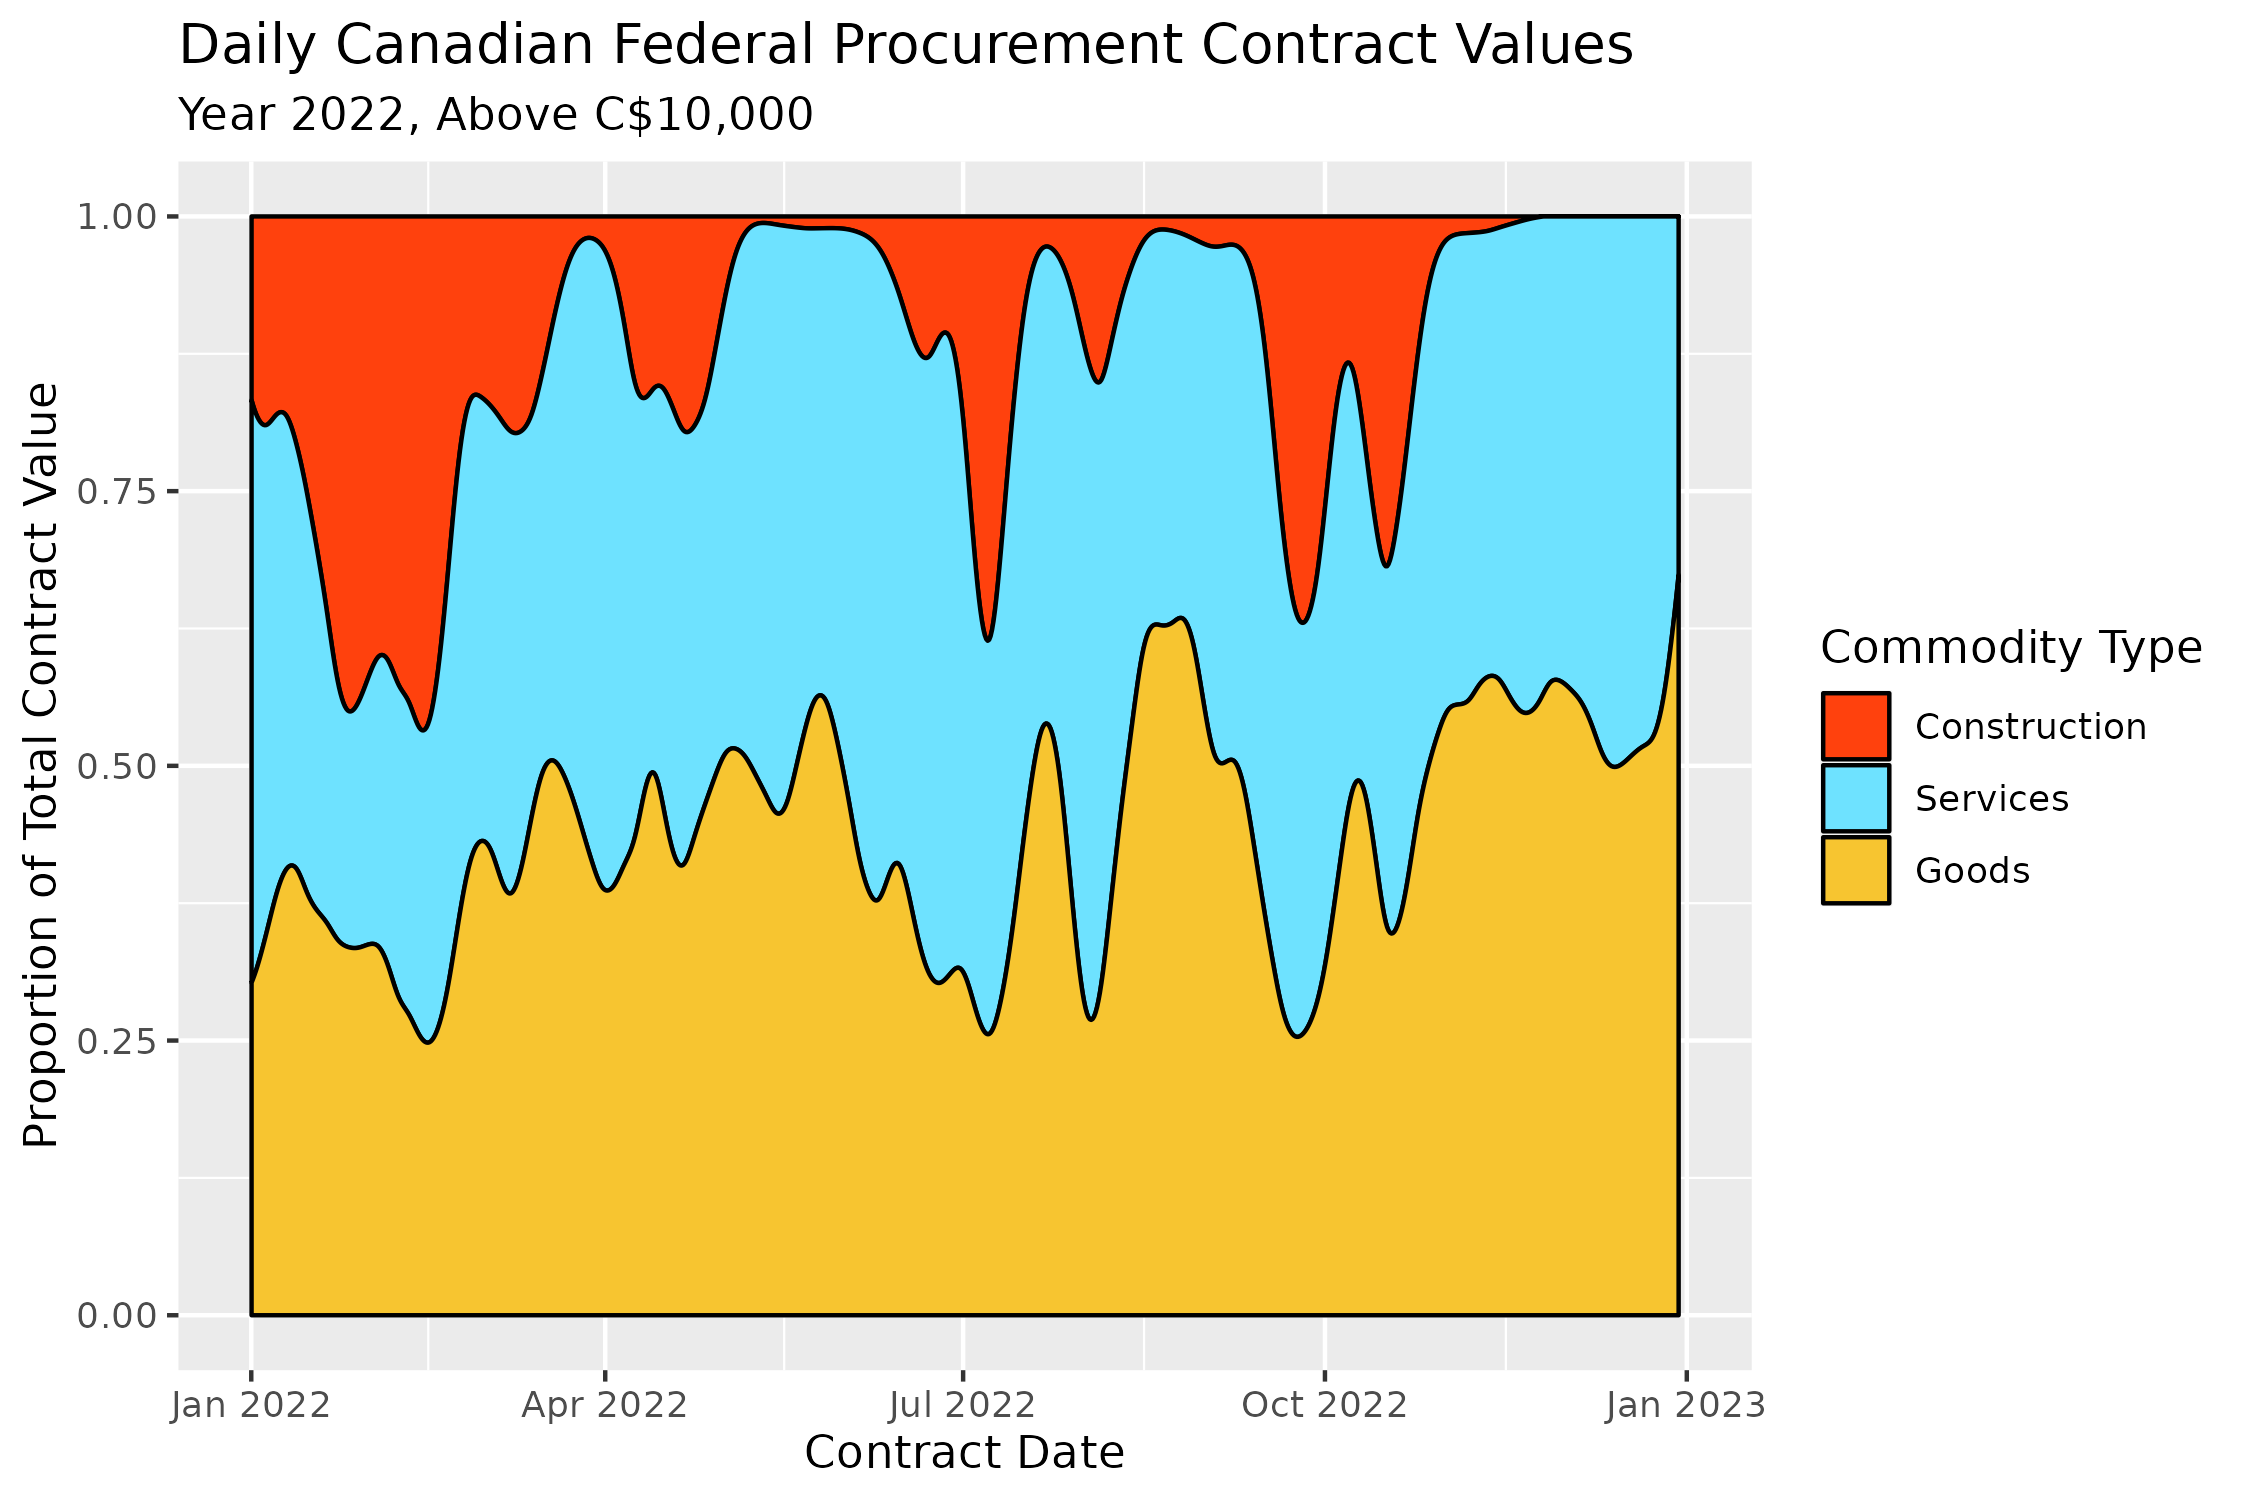 Daily Canadian Federal Procurement Contract Values
Year 2022, Above C$10,000
Proportion of Total Contract Value
1.00
0.75
0.50
0.25
0.00
Jan 2022
Apr 2022
Jul 2022
Oct 2022
Jan 2023
Contract Date
Commodity Type
Construction
Services
Goods